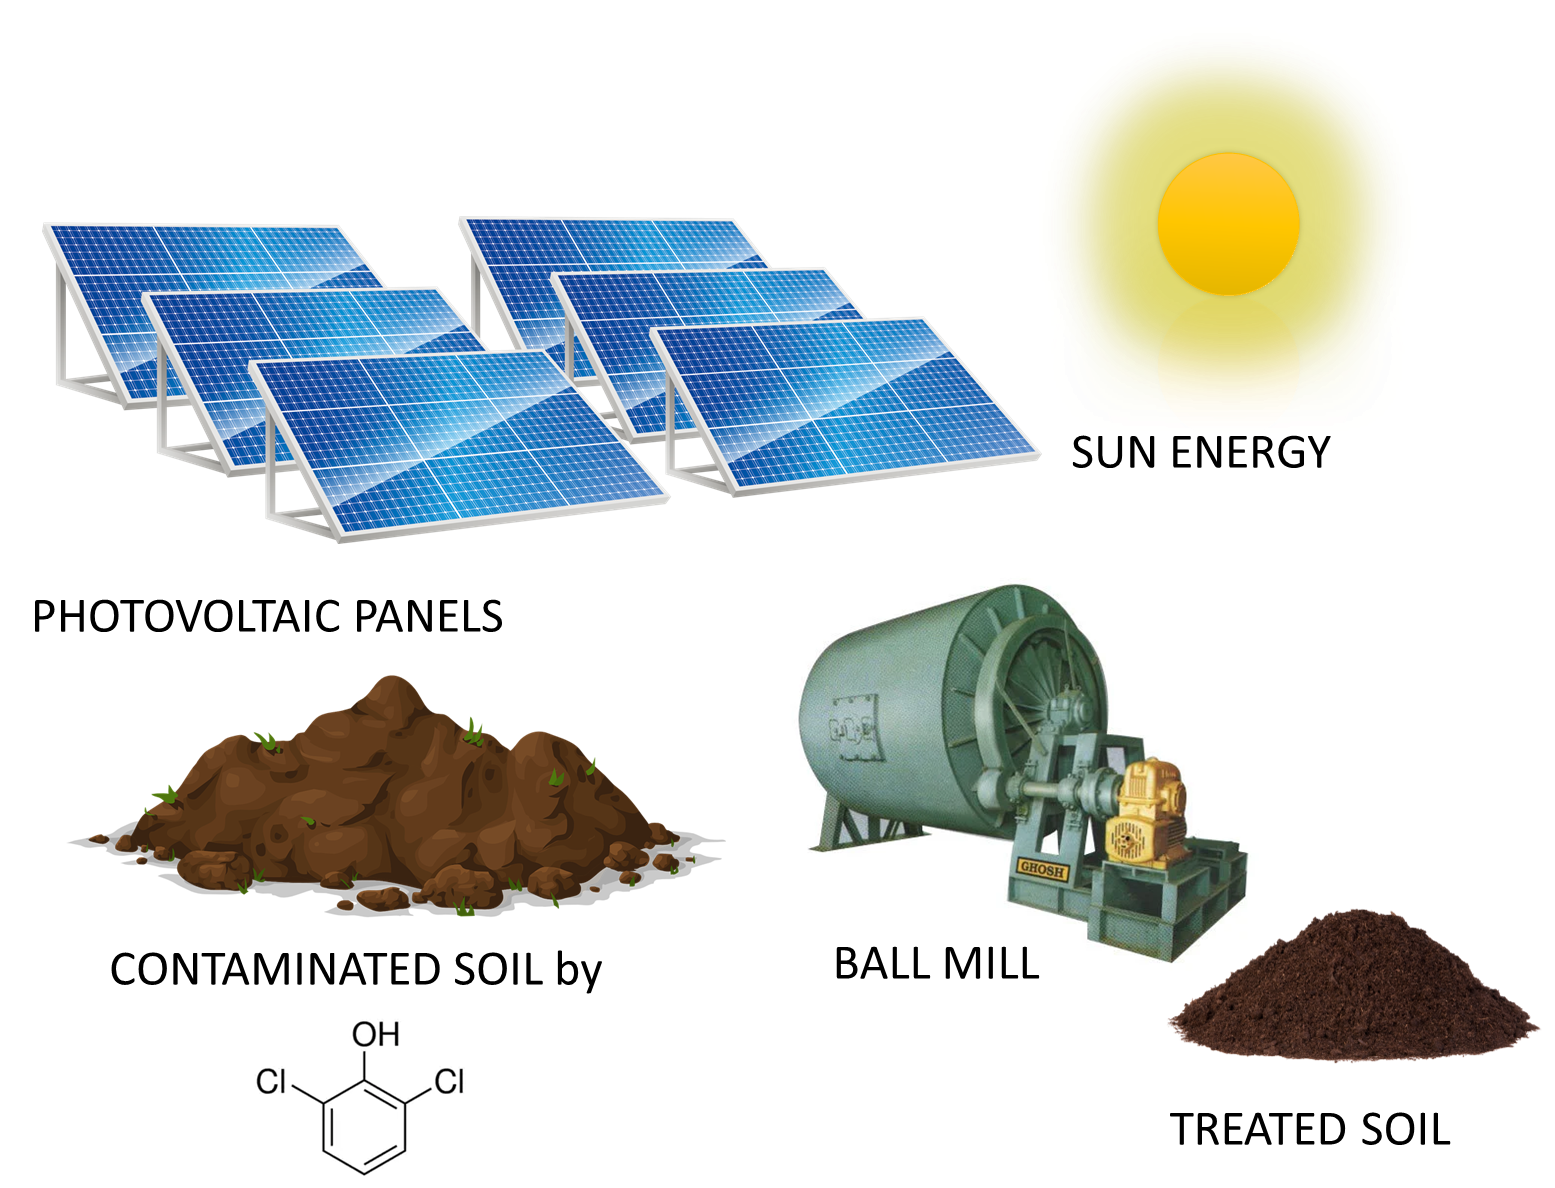 SUN ENERGY
PHOTOVOLTAIC PANELS
GHOSH
CONTAMINATED SOIL by
BALL MILL
OH
Cl
Cl
TREATED SOIL